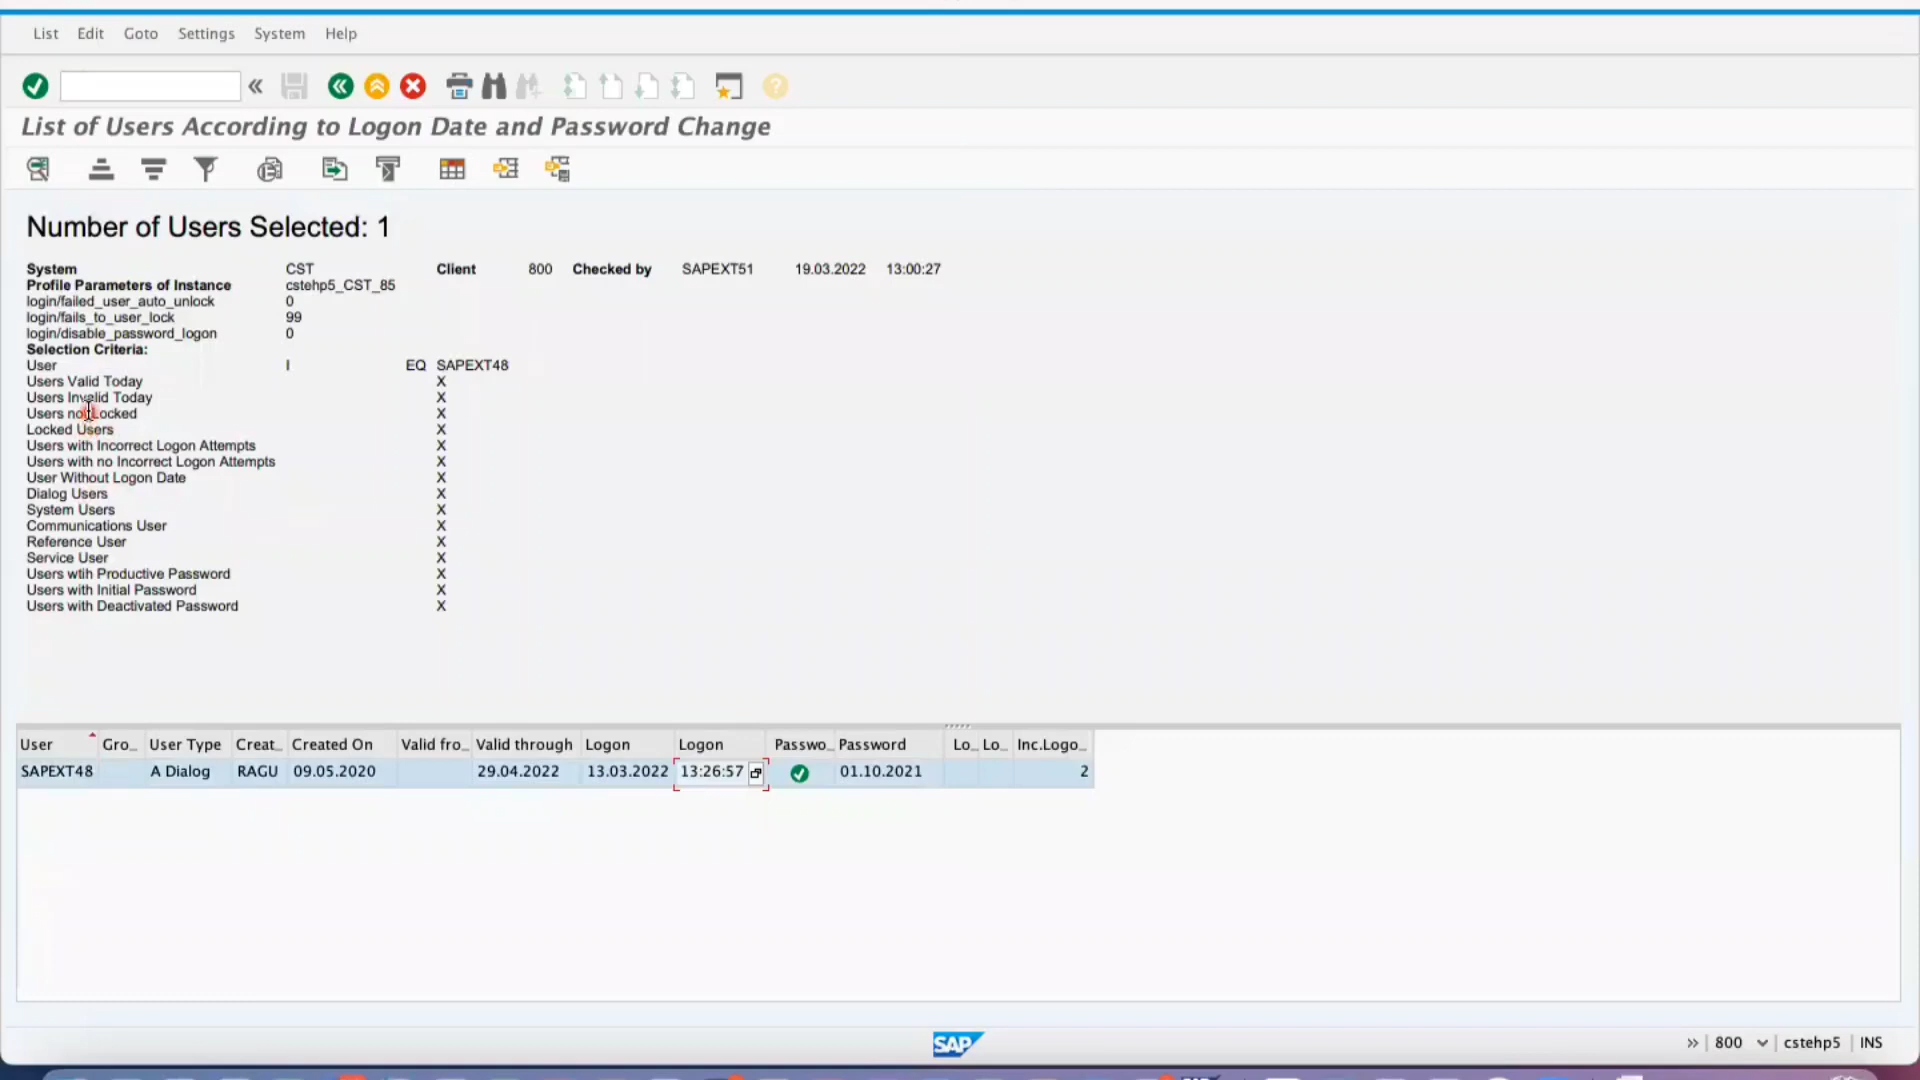 List Edit Goto Settings System Help
List of Users According to Logon Date and Password Change
Number of Users Selected: 1
System CST Client 800 Checked by SAPEXT51 19.03.2022 13:00:27
Profile Parameters of Instance cstehp5_CST_85
login/failed_user_auto_unlock 0
login/fails_to_user_lock 99
login/disable_password_logon 0
Selection Criteria:
User I EQ SAPEXT48
Users Valid Today X
Users Invalid Today X
Users not Locked X
Locked Users X
Users with Incorrect Logon Attempts X
Users with no Incorrect Logon Attempts X
User Without Logon Date X
Dialog Users X
System Users X
Communications User X
Reference User X
Service User X
Users wtih Productive Password X
Users with Initial Password X
Users with Deactivated Password X
User Gro... User Type Creat... Created On Valid fro... Valid through Logon Logon Passwo... Password Lo... Lo... Inc.Logo...
SAPEXT48 A Dialog RAGU 09.05.2020 29.04.2022 13.03.2022 13:26:57 01.10.2021 2
SAP 800 cstehp5 INS